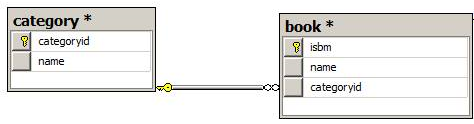 category *
categoryid
name
book *
isbm
name
categoryid